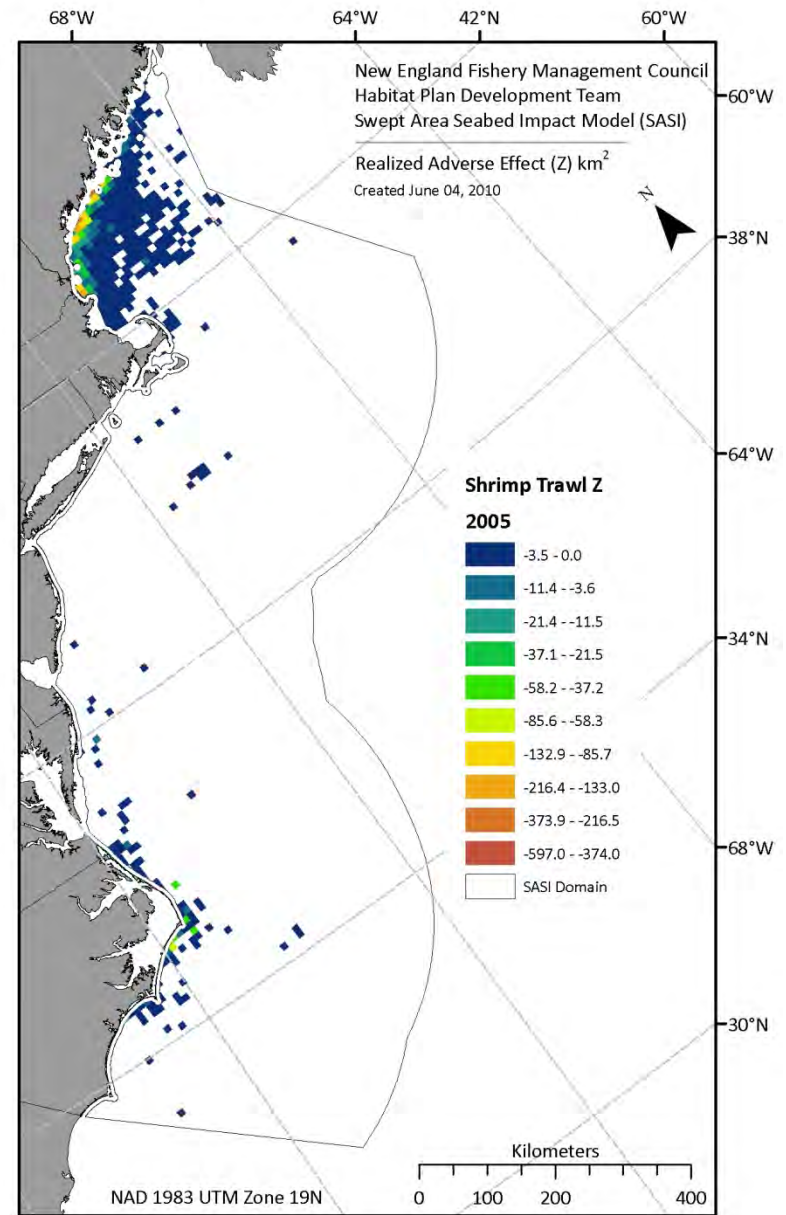 68°W
64°W
42°N
60°W
New England Fishery Management Council
Habitat Plan Development Team
Swept Area Seabed Impact Model (SASI)
Realized Adverse Effect (Z) km²
Created June 04, 2010
60°W
N
38°N
64°W
Shrimp Trawl Z
2005
-3.5 - 0.0
-11.4 - -3.6
-21.4 - -11.5
-37.1 - -21.5
-58.2 - -37.2
-85.6 - -58.3
-132.9 - -85.7
-216.4 - -133.0
-373.9 - -216.5
-597.0 - -374.0
SASI Domain
34°N
68°W
30°N
Kilometers
0 100 200 400
NAD 1983 UTM Zone 19N